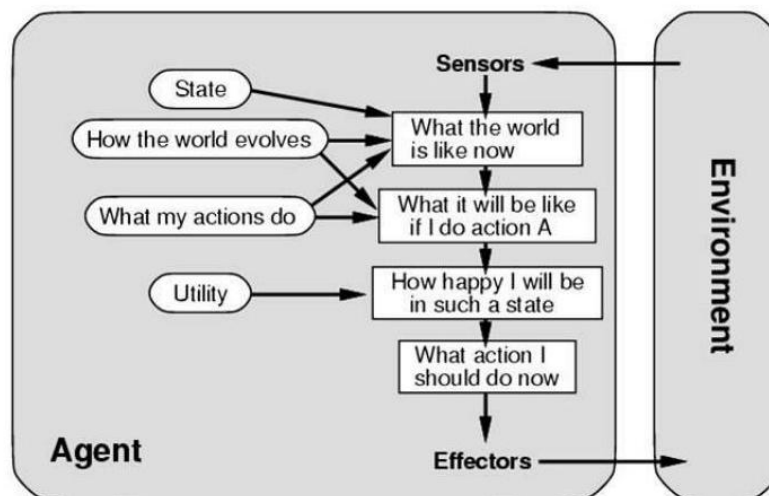 Sensors
State
What the world
is like now
How the world evolves
What it will be like
if I do action A
What my actions do
How happy I will be
in such a state
Utility
What action I
should do now
Agent
Effectors
Environment